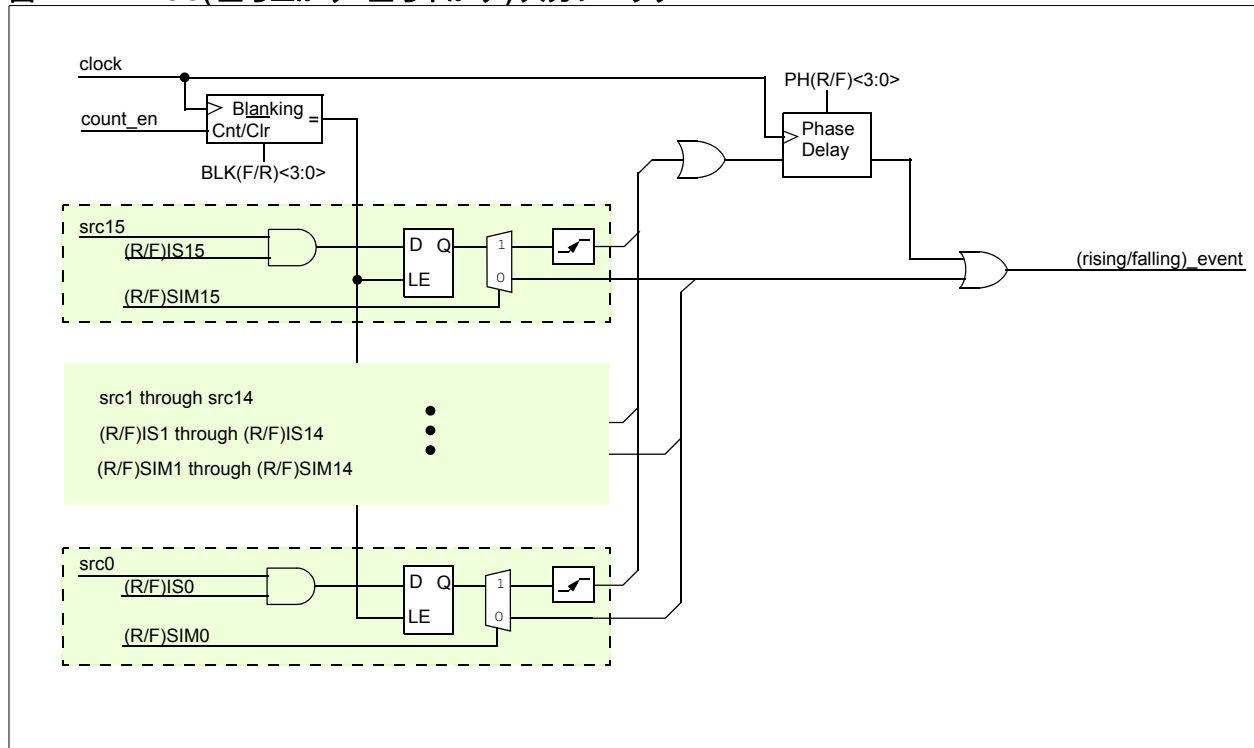 clock
PH(R/F)<3:0>
Blanking =
count_en
Cnt/Clr
Phase
Delay
BLK(F/R)<3:0>
src15
(R/F)IS15
D Q
1
LE
0
(R/F)SIM15
(rising/falling)_event
src1 through src14
(R/F)IS1 through (R/F)IS14
(R/F)SIM1 through (R/F)SIM14
src0
(R/F)IS0
D Q
1
LE
0
(R/F)SIM0